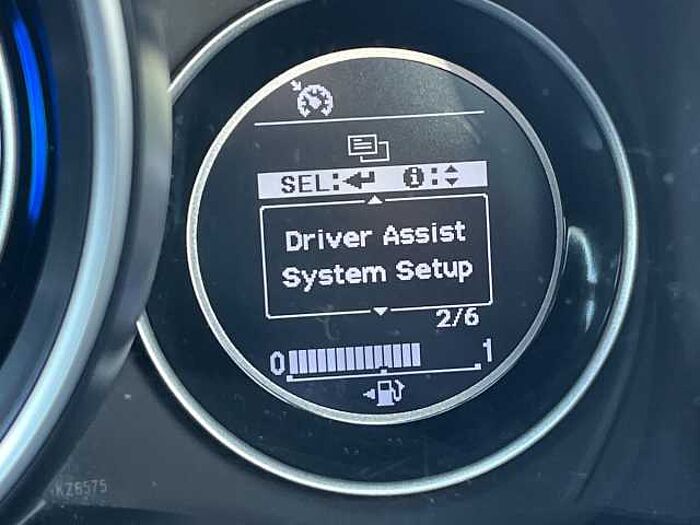 SEL: :
Driver Assist
System Setup
2/6
0 1
KZ6575